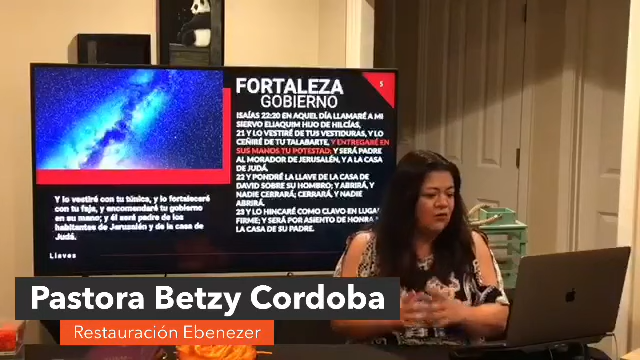 FORTALEZA
GOBIERNO
5
ISAÍAS 22:20 EN AQUEL DÍA LLAMARÉ A MI
SIERVO ELIAQUIM HIJO DE HILCÍAS,
21 Y LO VESTIRÉ DE TUS VESTIDURAS, Y LO
CEÑIRÉ DE TU TALABARTE, Y ENTREGARÉ EN
SUS MANOS TU POTESTAD; Y SERÁ PADRE
AL MORADOR DE JERUSALÉN, Y A LA CASA
DE JUDÁ.
22 Y PONDRÉ LA LLAVE DE LA CASA DE
DAVID SOBRE SU HOMBRO; Y ABRIRÁ, Y
NADIE CERRARÁ; CERRARÁ, Y NADIE
ABRIRÁ.
23 Y LO HINCARÉ COMO CLAVO EN LUGAR
FIRME; Y SERÁ POR ASIENTO DE HONRA
LA CASA DE SU PADRE.
Y lo vestiré con tu túnica, y lo fortaleceré
con tu faja, y encomendaré tu gobierno
en su mano; y él será padre de los
habitantes de Jerusalén y de la casa de
Judá.
Llaves
Pastora Betzy Cordoba
Restauración Ebenezer